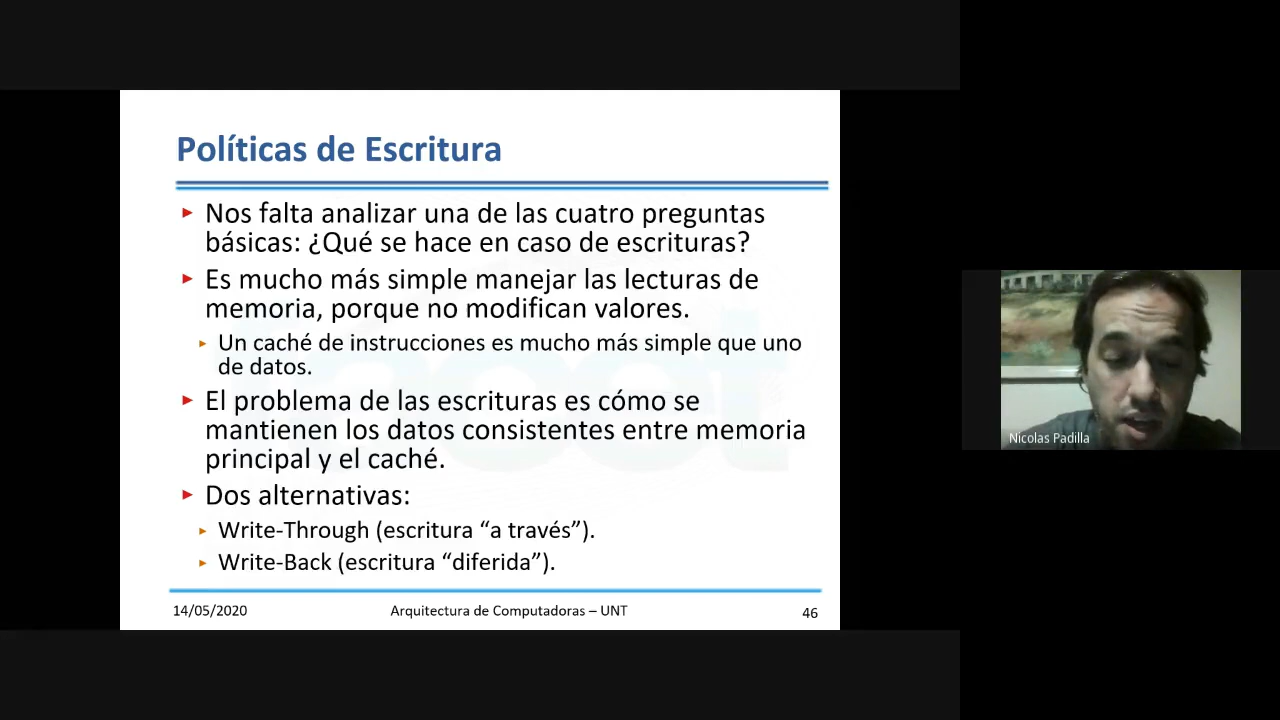 Políticas de Escritura
Nos falta analizar una de las cuatro preguntas
básicas: ¿Qué se hace en caso de escrituras?
Es mucho más simple manejar las lecturas de
memoria, porque no modifican valores.
Un caché de instrucciones es mucho más simple que uno
de datos.
El problema de las escrituras es cómo se
mantienen los datos consistentes entre memoria
principal y el caché.
Dos alternativas:
Write-Through (escritura “a través”).
Write-Back (escritura “diferida”).
14/05/2020
Arquitectura de Computadoras – UNT
46
Nicolas Padilla